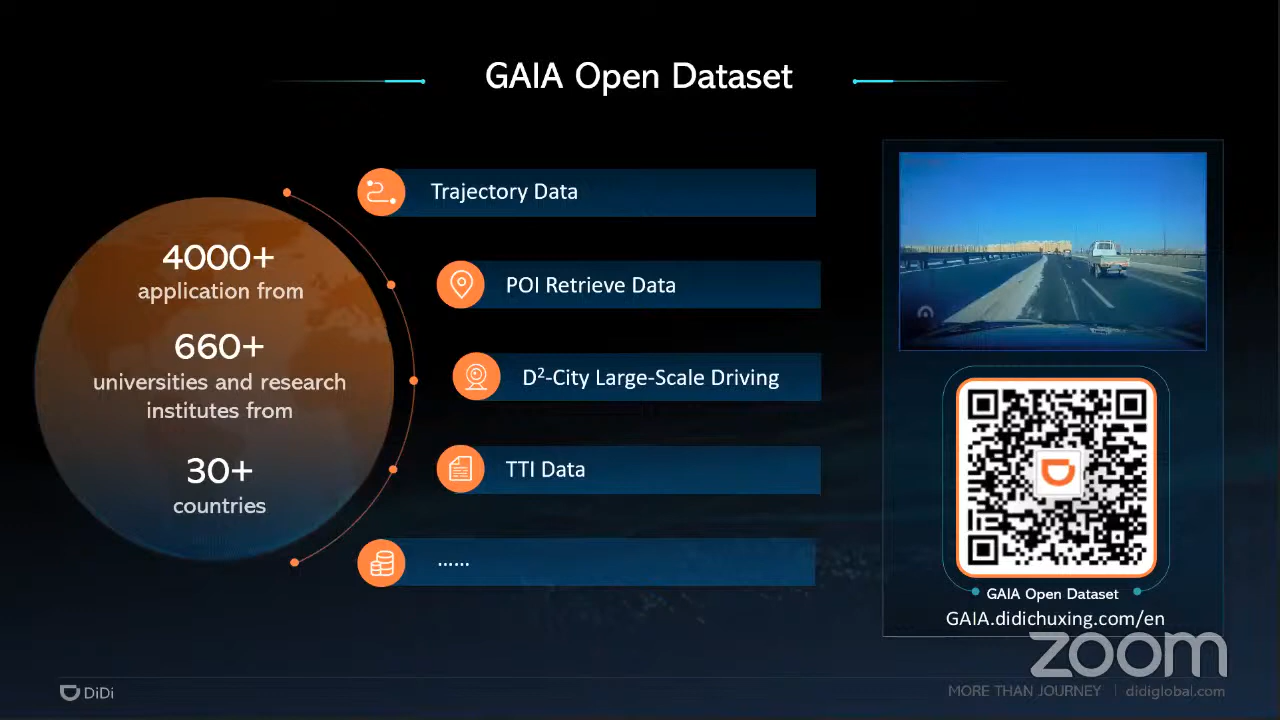 GAIA Open Dataset
4000+
application from
660+
universities and research
institutes from
30+
countries
Trajectory Data
POI Retrieve Data
D²-City Large-Scale Driving
TTI Data
......
GAIA Open Dataset
GAIA.didichuxing.com/en
zoom
DiDi
MORE THAN JOURNEY | didiglobal.com